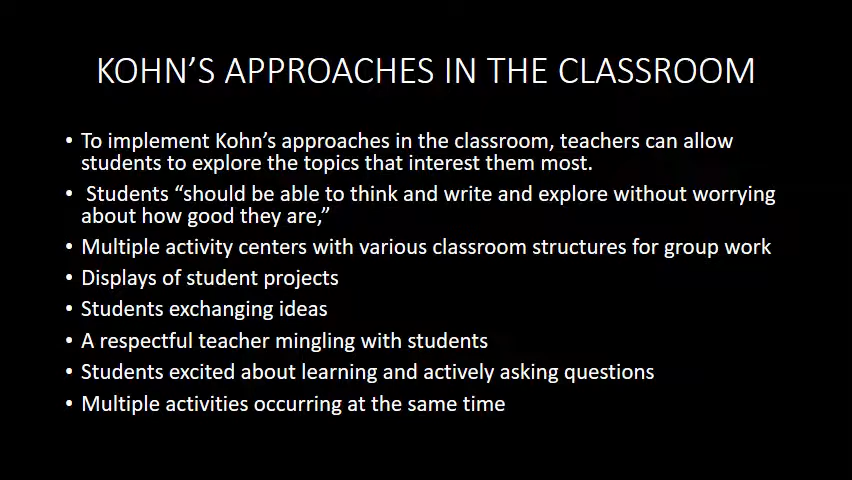 KOHN'S APPROACHES IN THE CLASSROOM
• To implement Kohn's approaches in the classroom, teachers can allow
students to explore the topics that interest them most.
• Students “should be able to think and write and explore without worrying
about how good they are,”
• Multiple activity centers with various classroom structures for group work
• Displays of student projects
• Students exchanging ideas
• A respectful teacher mingling with students
• Students excited about learning and actively asking questions
• Multiple activities occurring at the same time